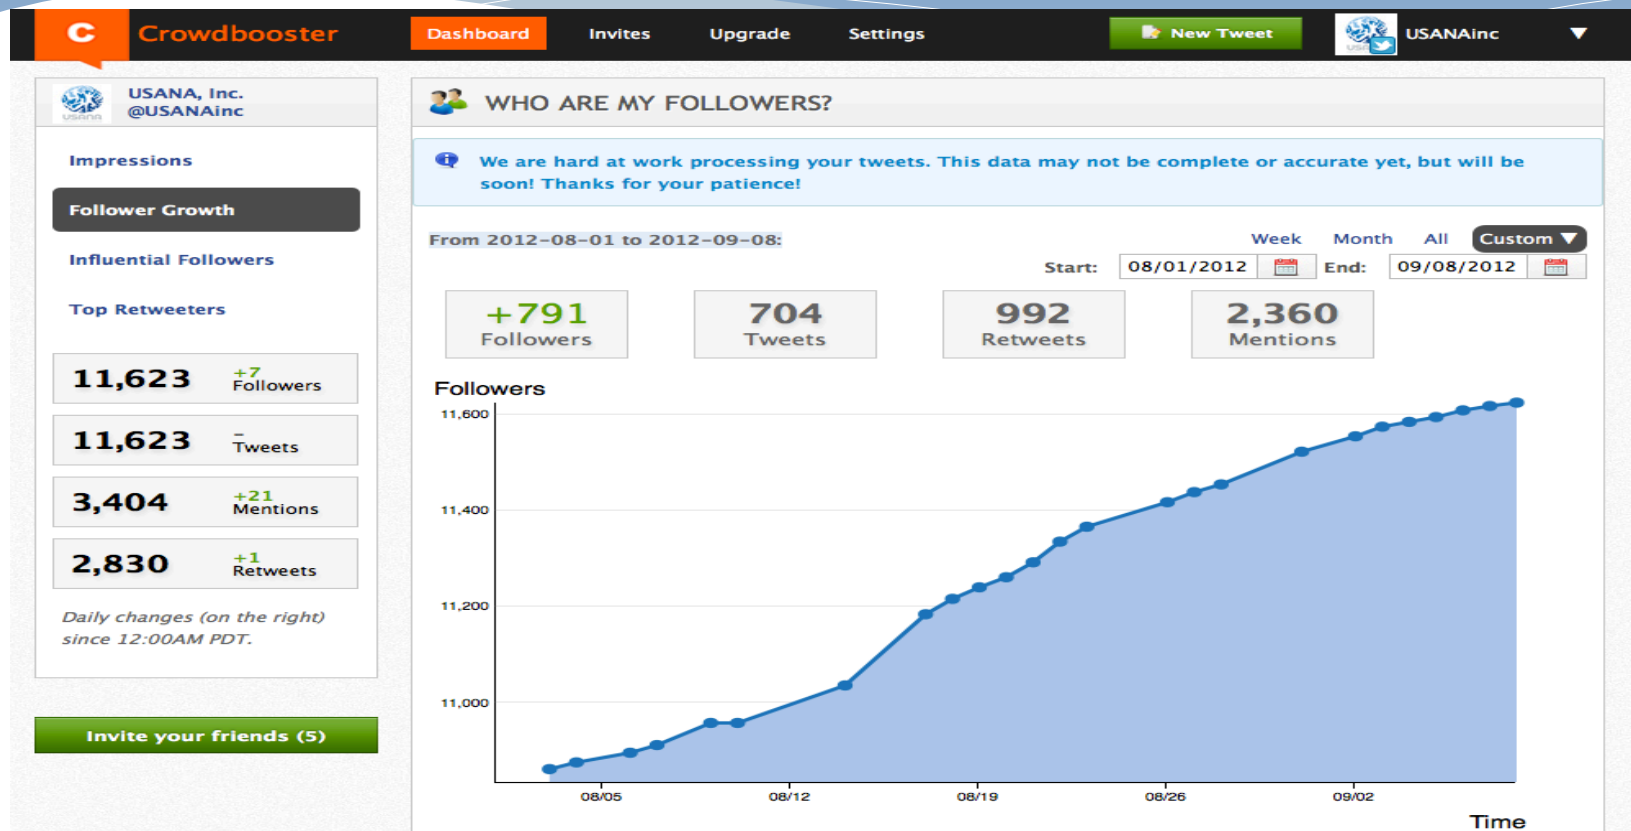 C Crowdbooster Dashboard Invites Upgrade Settings New Tweet USANAinc ▼
USANA, Inc.
@USANAinc
USANA
Impressions
Follower Growth
Influential Followers
Top Retweeters
11,623 +7 Followers
11,623 – Tweets
3,404 +21 Mentions
2,830 +1 Retweets
Daily changes (on the right)
since 12:00AM PDT.
Invite your friends (5)
WHO ARE MY FOLLOWERS?
We are hard at work processing your tweets. This data may not be complete or accurate yet, but will be
soon! Thanks for your patience!
From 2012-08-01 to 2012-09-08:
Week Month All Custom ▼
Start: 08/01/2012 End: 09/08/2012
+791 704 992 2,360
Followers Tweets Retweets Mentions
Followers
11,600
11,400
11,200
11,000
08/05 08/12 08/19 08/26 09/02
Time